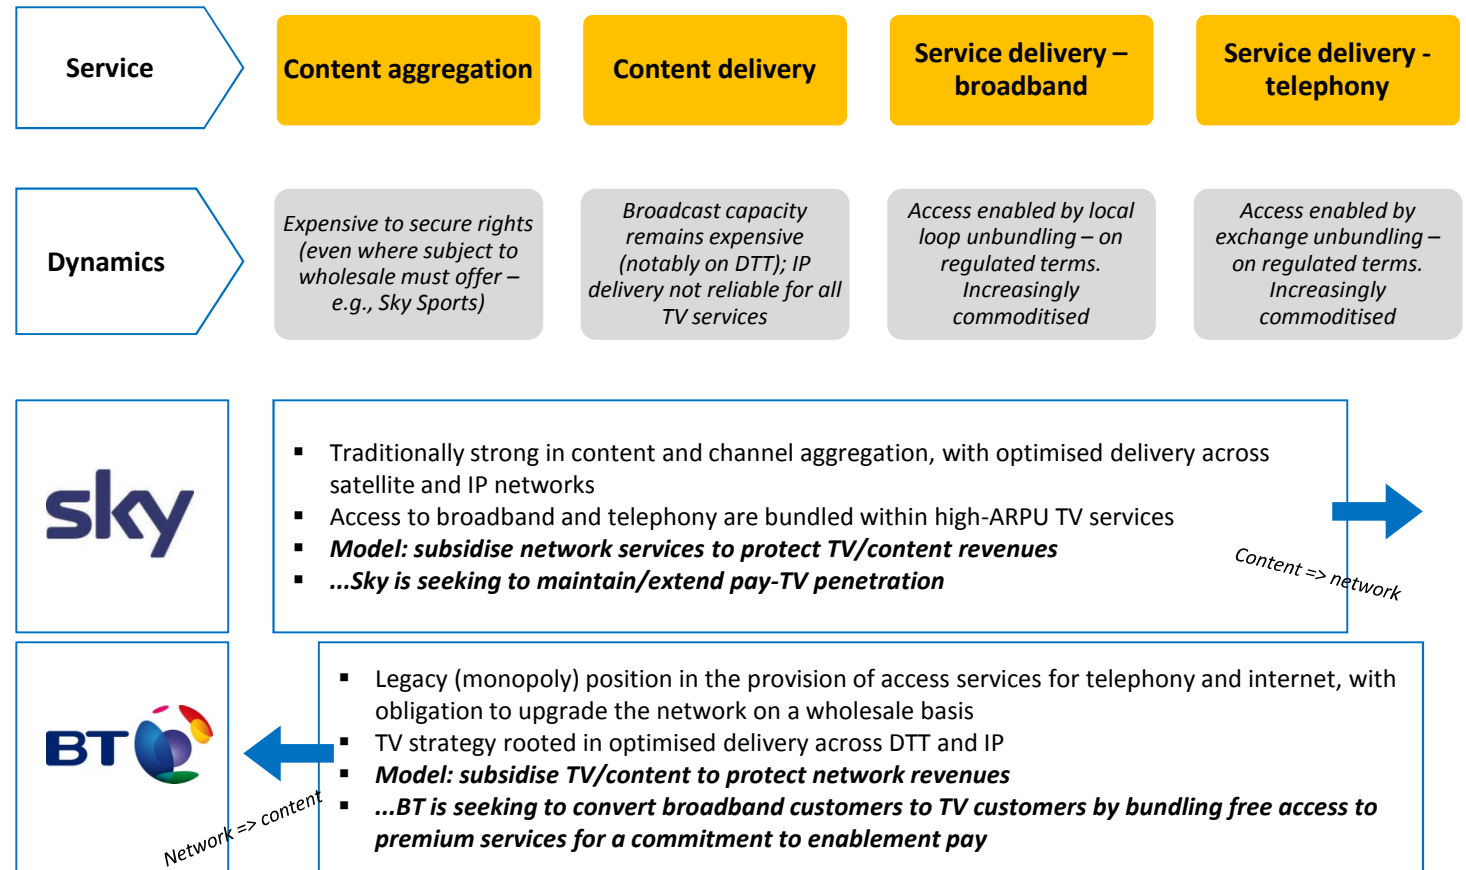 Service
Content aggregation
Content delivery
Service delivery –
broadband
Service delivery -
telephony
Dynamics
Expensive to secure rights
(even where subject to
wholesale must offer –
e.g., Sky Sports)
Broadcast capacity
remains expensive
(notably on DTT); IP
delivery not reliable for all
TV services
Access enabled by local
loop unbundling – on
regulated terms.
Increasingly
commoditised
Access enabled by
exchange unbundling –
on regulated terms.
Increasingly
commoditised
sky
▪ Traditionally strong in content and channel aggregation, with optimised delivery across
satellite and IP networks
▪ Access to broadband and telephony are bundled within high-ARPU TV services
▪ Model: subsidise network services to protect TV/content revenues
▪ ...Sky is seeking to maintain/extend pay-TV penetration
Content => network
BT
▪ Legacy (monopoly) position in the provision of access services for telephony and internet, with
obligation to upgrade the network on a wholesale basis
▪ TV strategy rooted in optimised delivery across DTT and IP
▪ Model: subsidise TV/content to protect network revenues
▪ ...BT is seeking to convert broadband customers to TV customers by bundling free access to
premium services for a commitment to enablement pay
Network => content